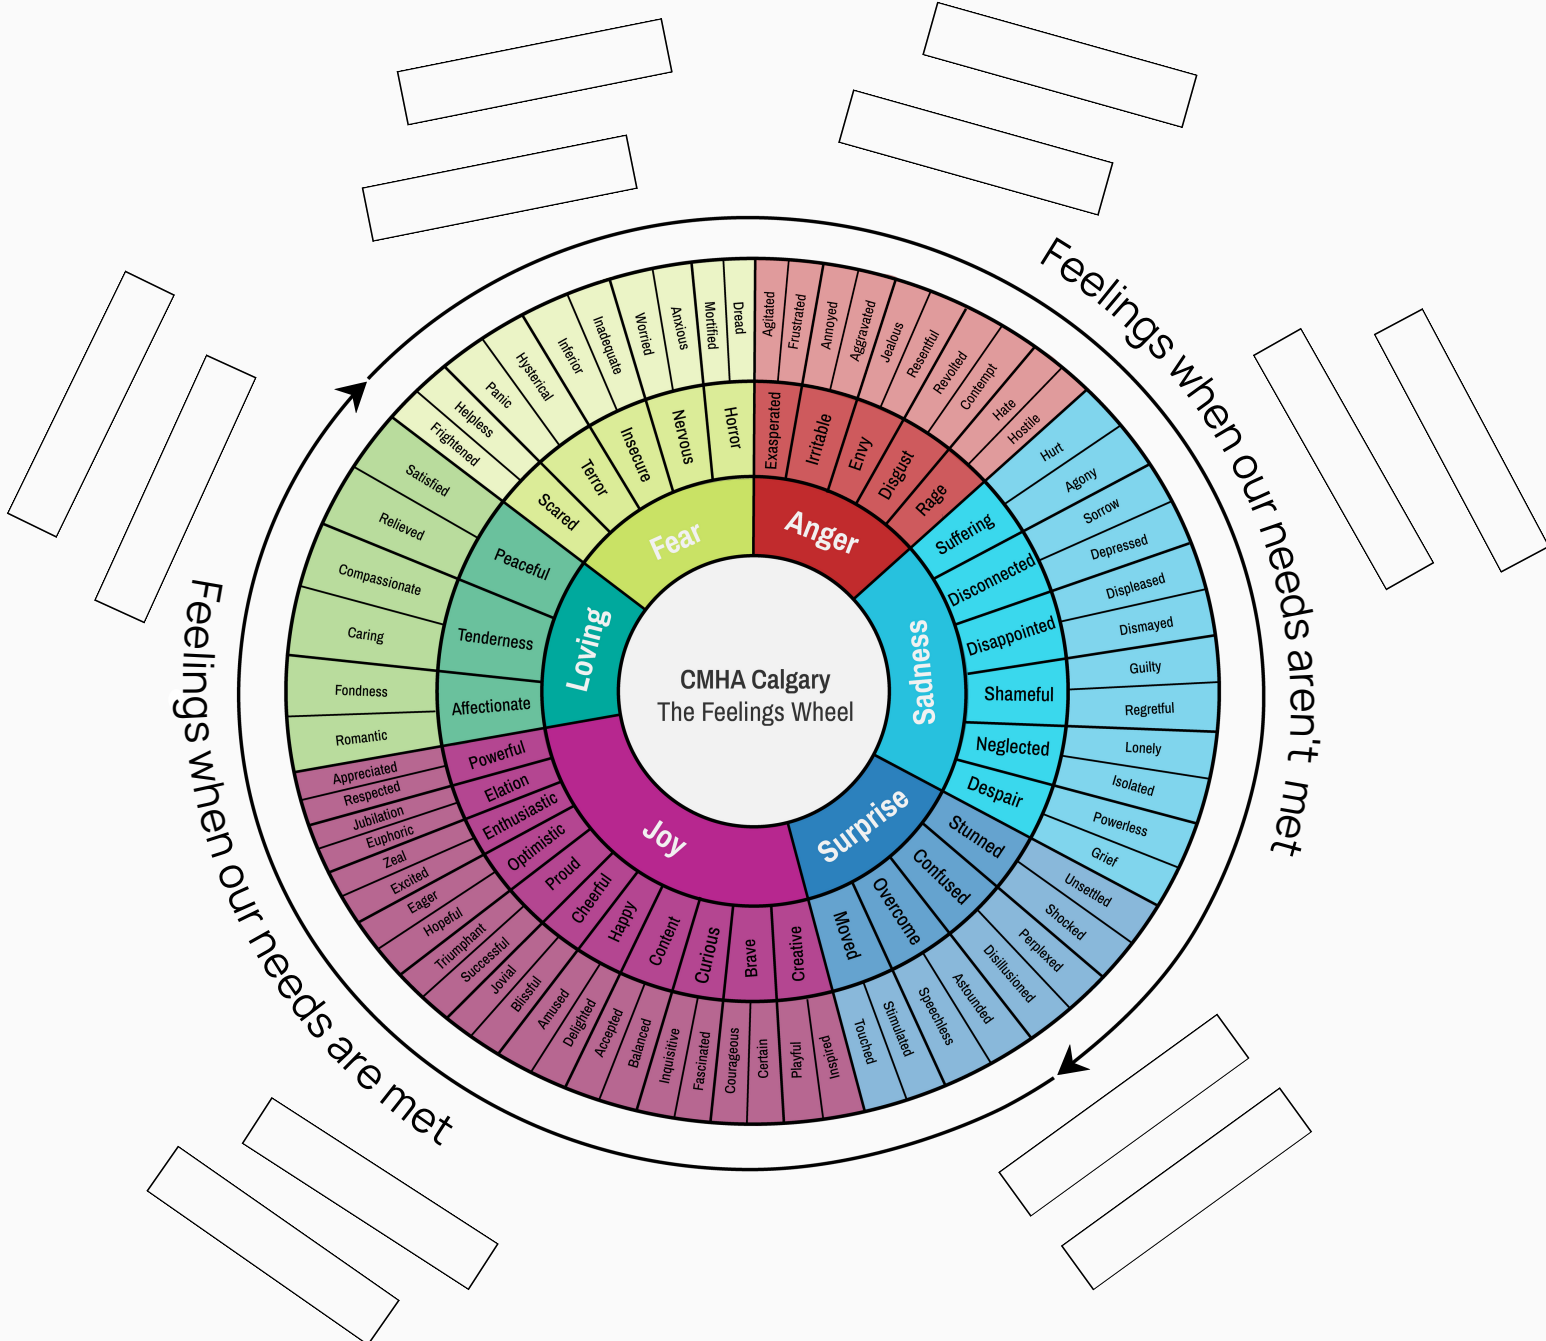 CMHA Calgary
The Feelings Wheel
Feelings when our needs aren't met
Feelings when our needs are met
Anger
Sadness
Surprise
Joy
Loving
Fear
Exasperated
Irritable
Envy
Disgust
Rage
Suffering
Disconnected
Disappointed
Shameful
Neglected
Despair
Stunned
Confused
Overcome
Moved
Creative
Brave
Curious
Content
Happy
Cheerful
Proud
Optimistic
Enthusiastic
Elation
Powerful
Affectionate
Tenderness
Peaceful
Scared
Terror
Insecure
Nervous
Horror
Agitated
Frustrated
Annoyed
Aggravated
Jealous
Resentful
Revolted
Contempt
Hate
Hostile
Hurt
Agony
Sorrow
Depressed
Displeased
Dismayed
Guilty
Regretful
Lonely
Isolated
Powerless
Grief
Unsettled
Shocked
Perplexed
Disillusioned
Astounded
Speechless
Stimulated
Touched
Inspired
Playful
Certain
Courageous
Fascinated
Inquisitive
Balanced
Accepted
Delighted
Amused
Blissful
Jovial
Successful
Triumphant
Hopeful
Eager
Excited
Zeal
Euphoric
Jubilation
Respected
Appreciated
Romantic
Fondness
Caring
Compassionate
Relieved
Satisfied
Frightened
Helpless
Panic
Hysterical
Inferior
Inadequate
Worried
Anxious
Mortified
Dread